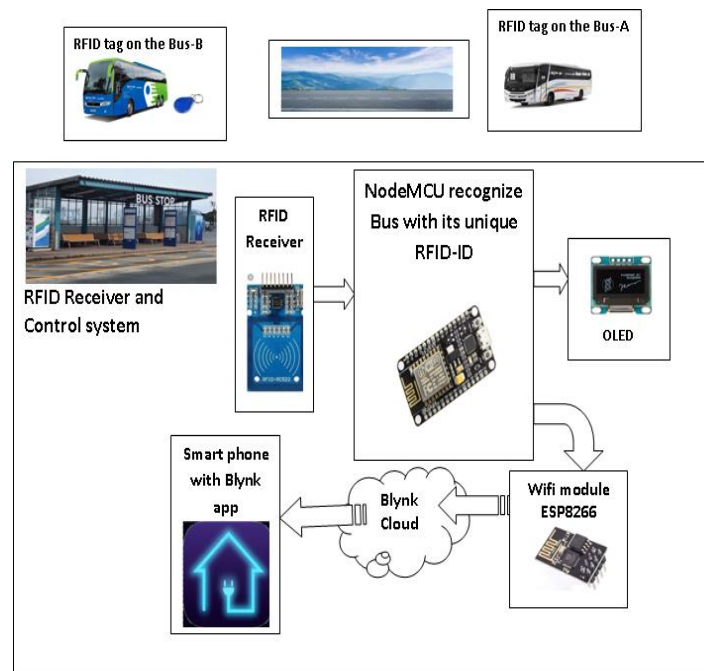 RFID tag on the Bus-B
RFID tag on the Bus-A
BUS STOP
RFID Receiver and
Control system
RFID
Receiver
RFID-RC522
NodeMCU recognize
Bus with its unique
RFID-ID
OLED
Smart phone
with Blynk
app
Blynk
Cloud
Wifi module
ESP8266